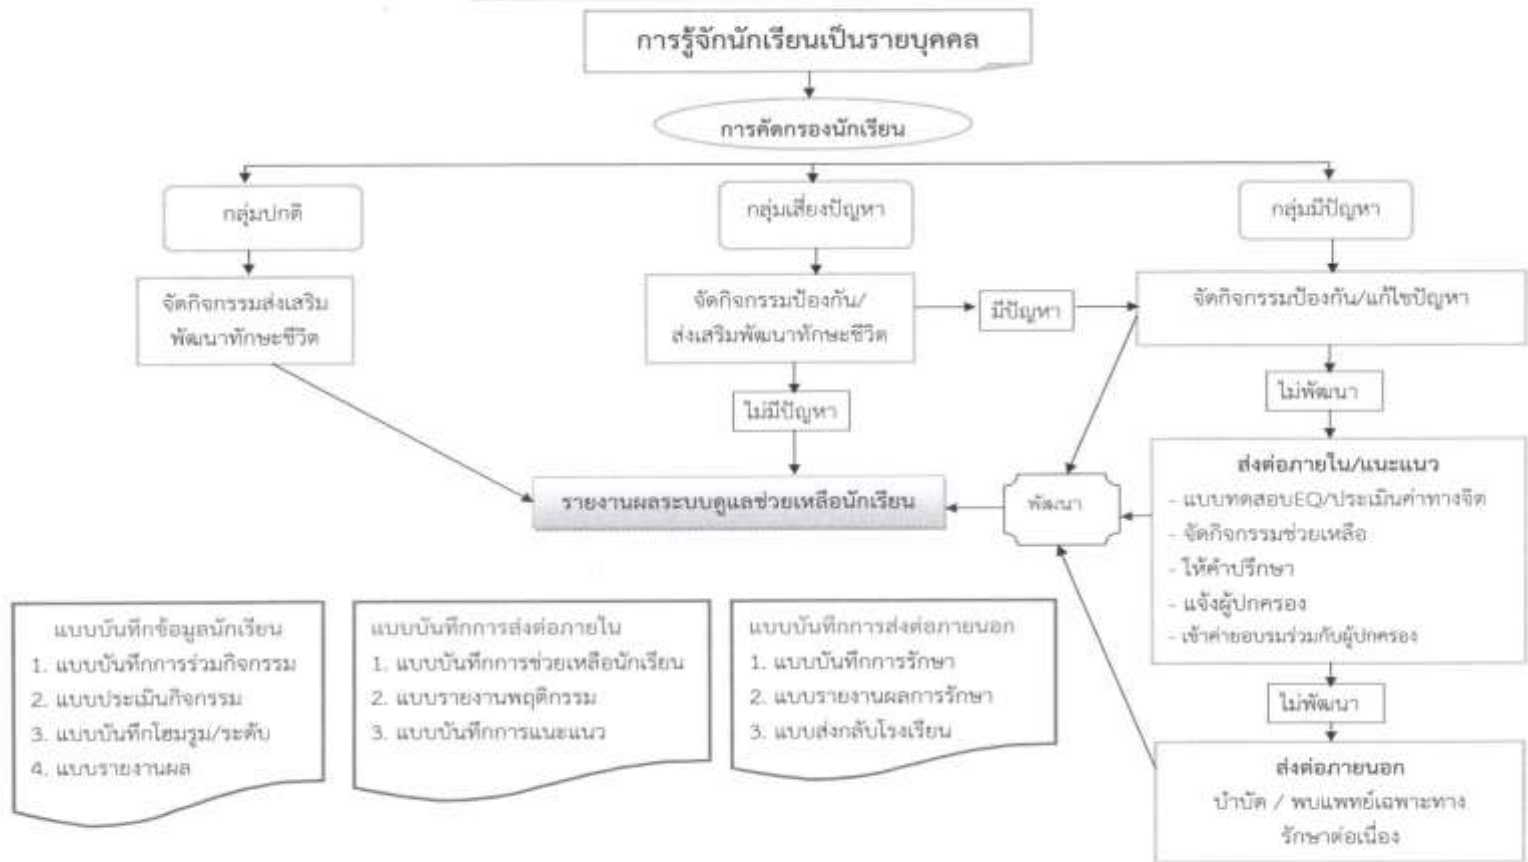 การรู้จักนักเรียนเป็นรายบุคคล
การคัดกรองนักเรียน
กลุ่มปกติ
กลุ่มเสี่ยงปัญหา
กลุ่มมีปัญหา
จัดกิจกรรมส่งเสริม
พัฒนาทักษะชีวิต
จัดกิจกรรมป้องกัน/
ส่งเสริมพัฒนาทักษะชีวิต
มีปัญหา
จัดกิจกรรมป้องกัน/แก้ไขปัญหา
ไม่มีปัญหา
ไม่พัฒนา
รายงานผลระบบดูแลช่วยเหลือนักเรียน
พัฒนา
ส่งต่อภายใน/แนะแนว
- แบบทดสอบEQ/ประเมินค่าทางจิต
- จัดกิจกรรมช่วยเหลือ
- ให้คำปรึกษา
- แจ้งผู้ปกครอง
- เข้าค่ายอบรมร่วมกับผู้ปกครอง
ไม่พัฒนา
ส่งต่อภายนอก
บำบัด / พบแพทย์เฉพาะทาง
รักษาต่อเนื่อง
แบบบันทึกข้อมูลนักเรียน
1. แบบบันทึกการร่วมกิจกรรม
2. แบบประเมินกิจกรรม
3. แบบบันทึกโฮมรูม/ระดับ
4. แบบรายงานผล
แบบบันทึกการส่งต่อภายใน
1. แบบบันทึกการช่วยเหลือนักเรียน
2. แบบรายงานพฤติกรรม
3. แบบบันทึกการแนะแนว
แบบบันทึกการส่งต่อภายนอก
1. แบบบันทึกการรักษา
2. แบบรายงานผลการรักษา
3. แบบส่งกลับโรงเรียน